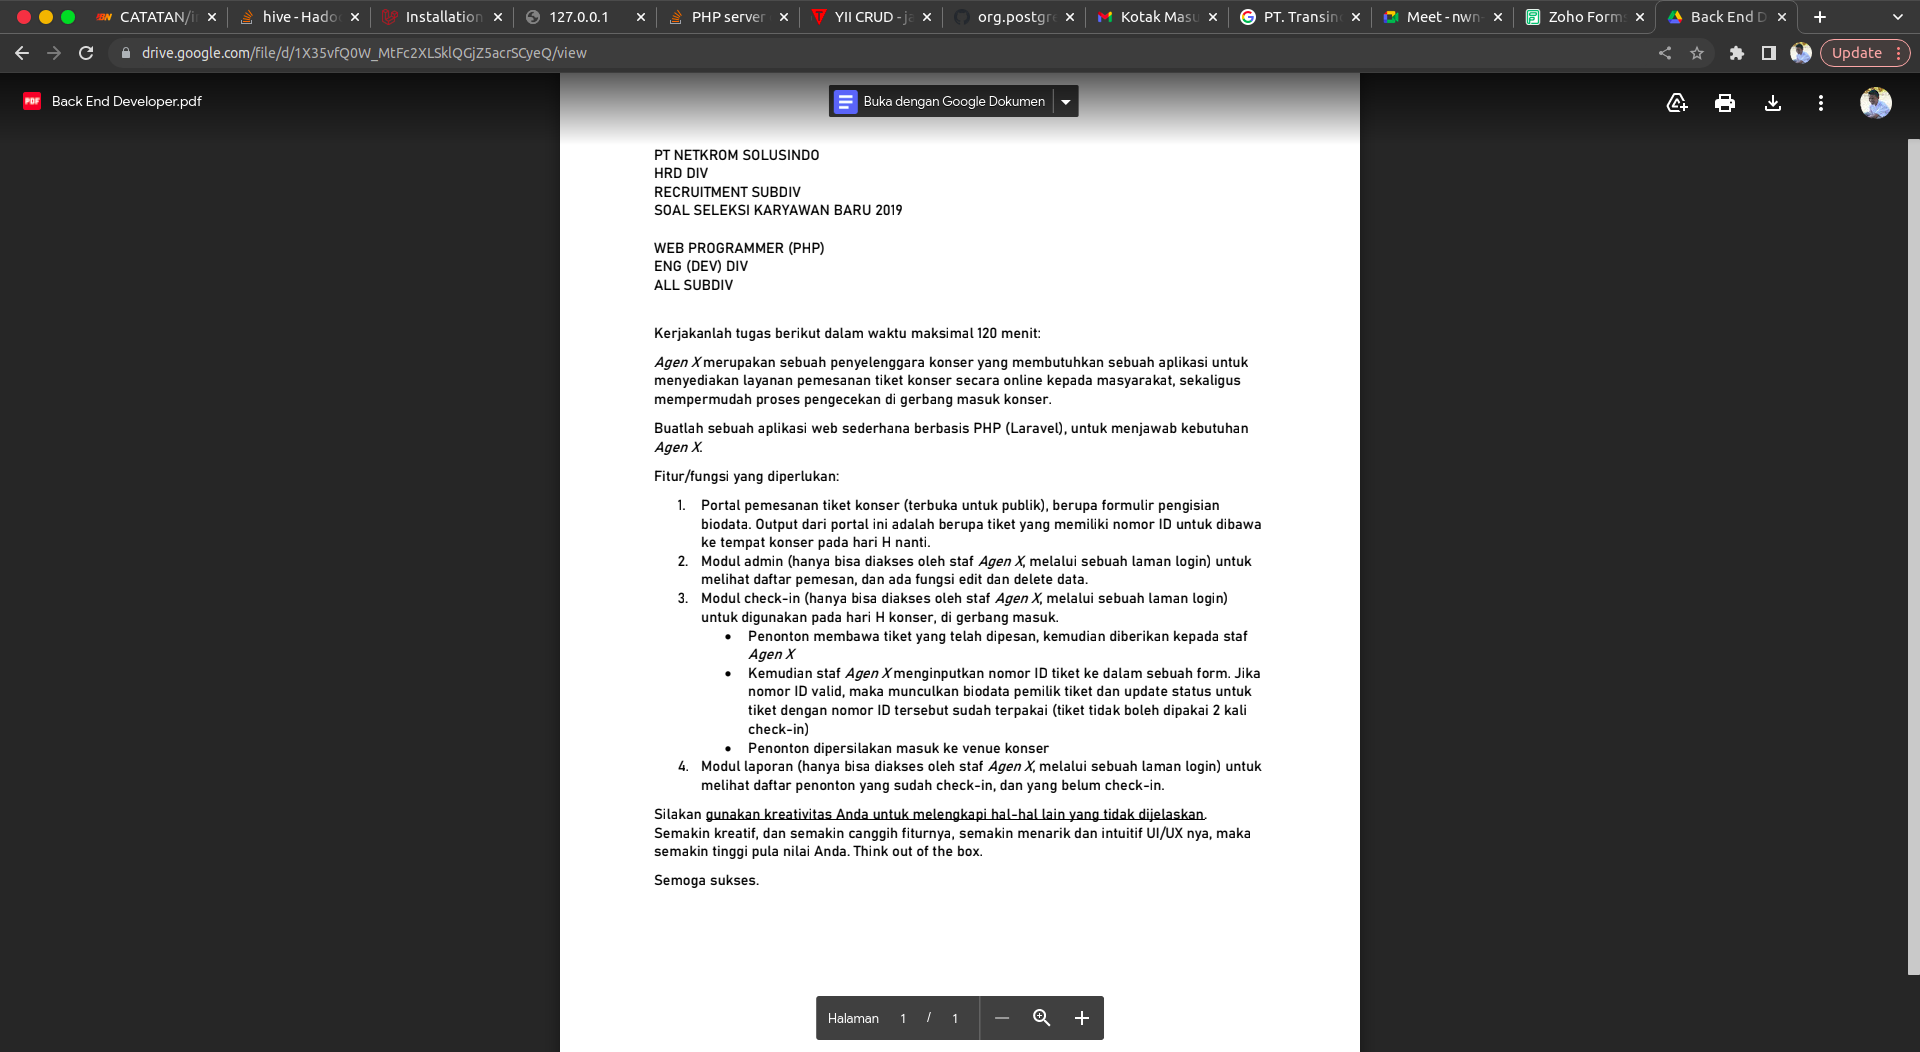 CATATAN/in
hive - Hado
Installation
127.0.0.1
PHP server
YII CRUD - ja
org.postgre
Kotak Masu
PT. Transin
Meet - nwn-
Zoho Forms
Back End D
drive.google.com/file/d/1X35vfQ0W_MtFc2XLSklQGjZ5acrSCyeQ/view
Update
PDF
Back End Developer.pdf
Buka dengan Google Dokumen
PT NETKROM SOLUSINDO
HRD DIV
RECRUITMENT SUBDIV
SOAL SELEKSI KARYAWAN BARU 2019
WEB PROGRAMMER (PHP)
ENG (DEV) DIV
ALL SUBDIV
Kerjakanlah tugas berikut dalam waktu maksimal 120 menit:
Agen X merupakan sebuah penyelenggara konser yang membutuhkan sebuah aplikasi untuk
menyediakan layanan pemesanan tiket konser secara online kepada masyarakat, sekaligus
mempermudah proses pengecekan di gerbang masuk konser.
Buatlah sebuah aplikasi web sederhana berbasis PHP (Laravel), untuk menjawab kebutuhan
Agen X.
Fitur/fungsi yang diperlukan:
1. Portal pemesanan tiket konser (terbuka untuk publik), berupa formulir pengisian
biodata. Output dari portal ini adalah berupa tiket yang memiliki nomor ID untuk dibawa
ke tempat konser pada hari H nanti.
2. Modul admin (hanya bisa diakses oleh staf Agen X, melalui sebuah laman login) untuk
melihat daftar pemesan, dan ada fungsi edit dan delete data.
3. Modul check-in (hanya bisa diakses oleh staf Agen X, melalui sebuah laman login)
untuk digunakan pada hari H konser, di gerbang masuk.
• Penonton membawa tiket yang telah dipesan, kemudian diberikan kepada staf
Agen X
• Kemudian staf Agen X menginputkan nomor ID tiket ke dalam sebuah form. Jika
nomor ID valid, maka munculkan biodata pemilik tiket dan update status untuk
tiket dengan nomor ID tersebut sudah terpakai (tiket tidak boleh dipakai 2 kali
check-in)
• Penonton dipersilakan masuk ke venue konser
4. Modul laporan (hanya bisa diakses oleh staf Agen X, melalui sebuah laman login) untuk
melihat daftar penonton yang sudah check-in, dan yang belum check-in.
Silakan gunakan kreativitas Anda untuk melengkapi hal-hal lain yang tidak dijelaskan.
Semakin kreatif, dan semakin canggih fiturnya, semakin menarik dan intuitif UI/UX nya, maka
semakin tinggi pula nilai Anda. Think out of the box.
Semoga sukses.
Halaman 1 / 1